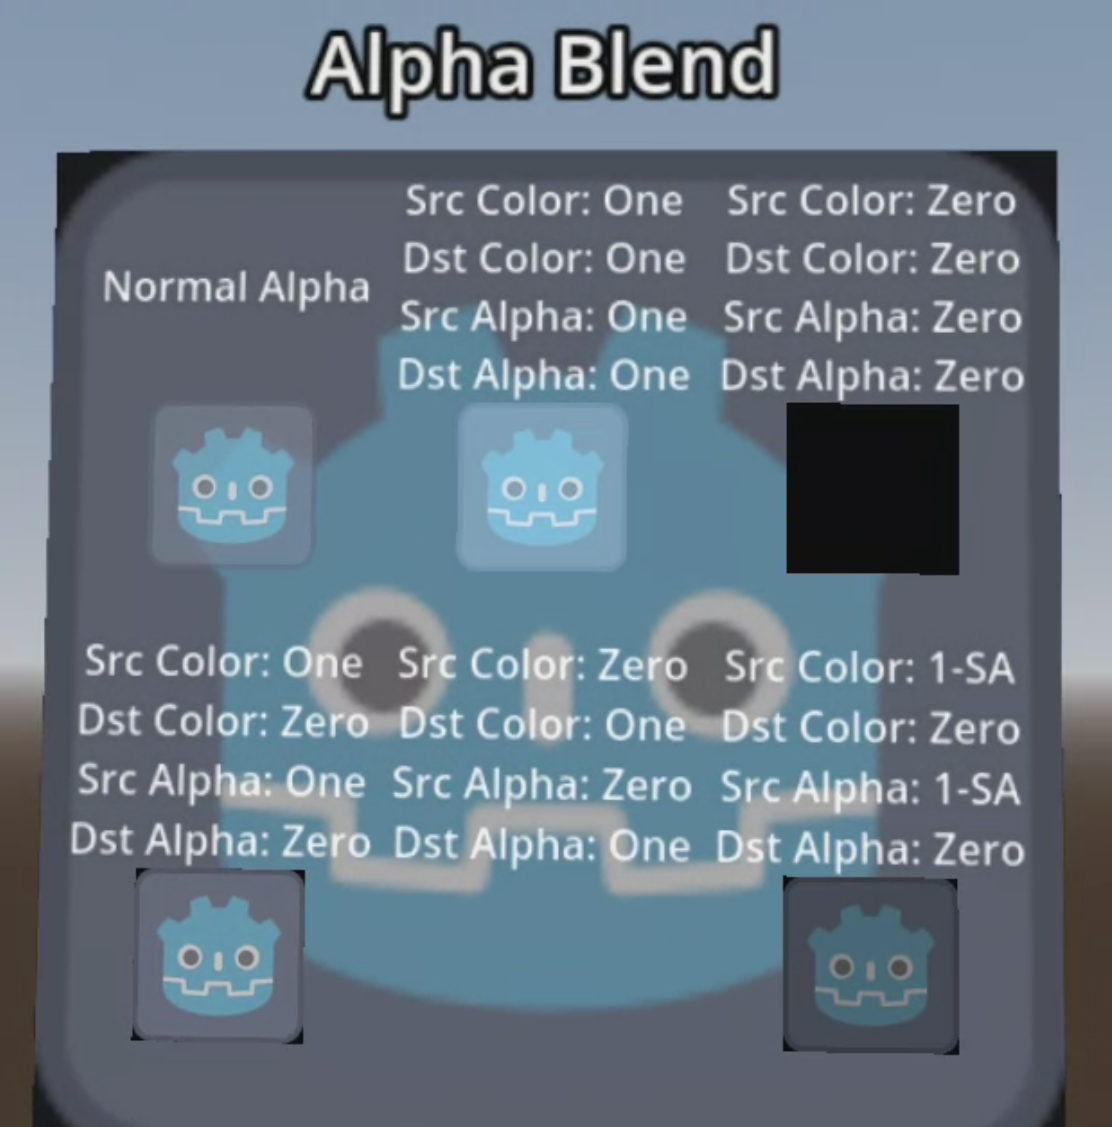 Alpha Blend
Normal Alpha
Src Color: One
Dst Color: One
Src Alpha: One
Dst Alpha: One
Src Color: Zero
Dst Color: Zero
Src Alpha: Zero
Dst Alpha: Zero
Src Color: One
Dst Color: Zero
Src Alpha: One
Dst Alpha: Zero
Src Color: Zero
Dst Color: One
Src Alpha: Zero
Dst Alpha: One
Src Color: 1-SA
Dst Color: Zero
Src Alpha: 1-SA
Dst Alpha: Zero